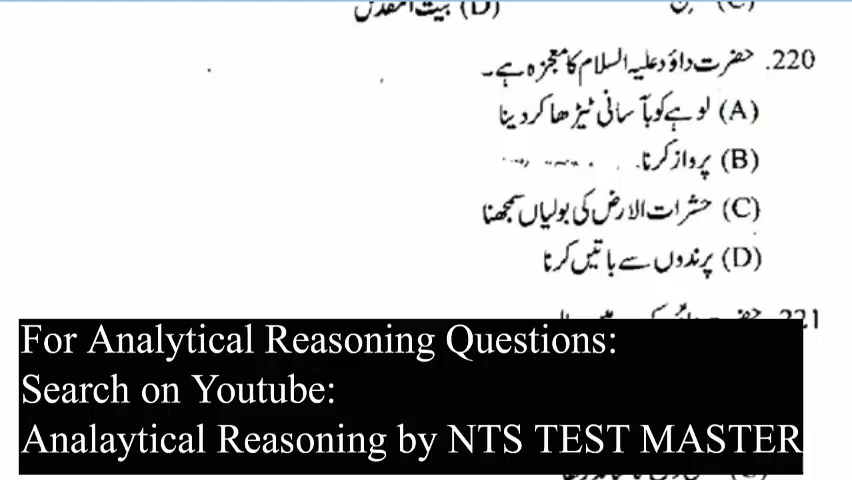 (D) بیت المقدس (C)
220. حضرت داؤد علیہ السلام کا معجزہ ہے۔
(A) لوہے کو بآسانی ٹیڑھا کر دینا
(B) پرواز کرنا۔
(C) حشرات الارض کی بولیاں سمجھنا
(D) پرندوں سے باتیں کرنا
221
For Analytical Reasoning Questions:
Search on Youtube:
Analaytical Reasoning by NTS TEST MASTER